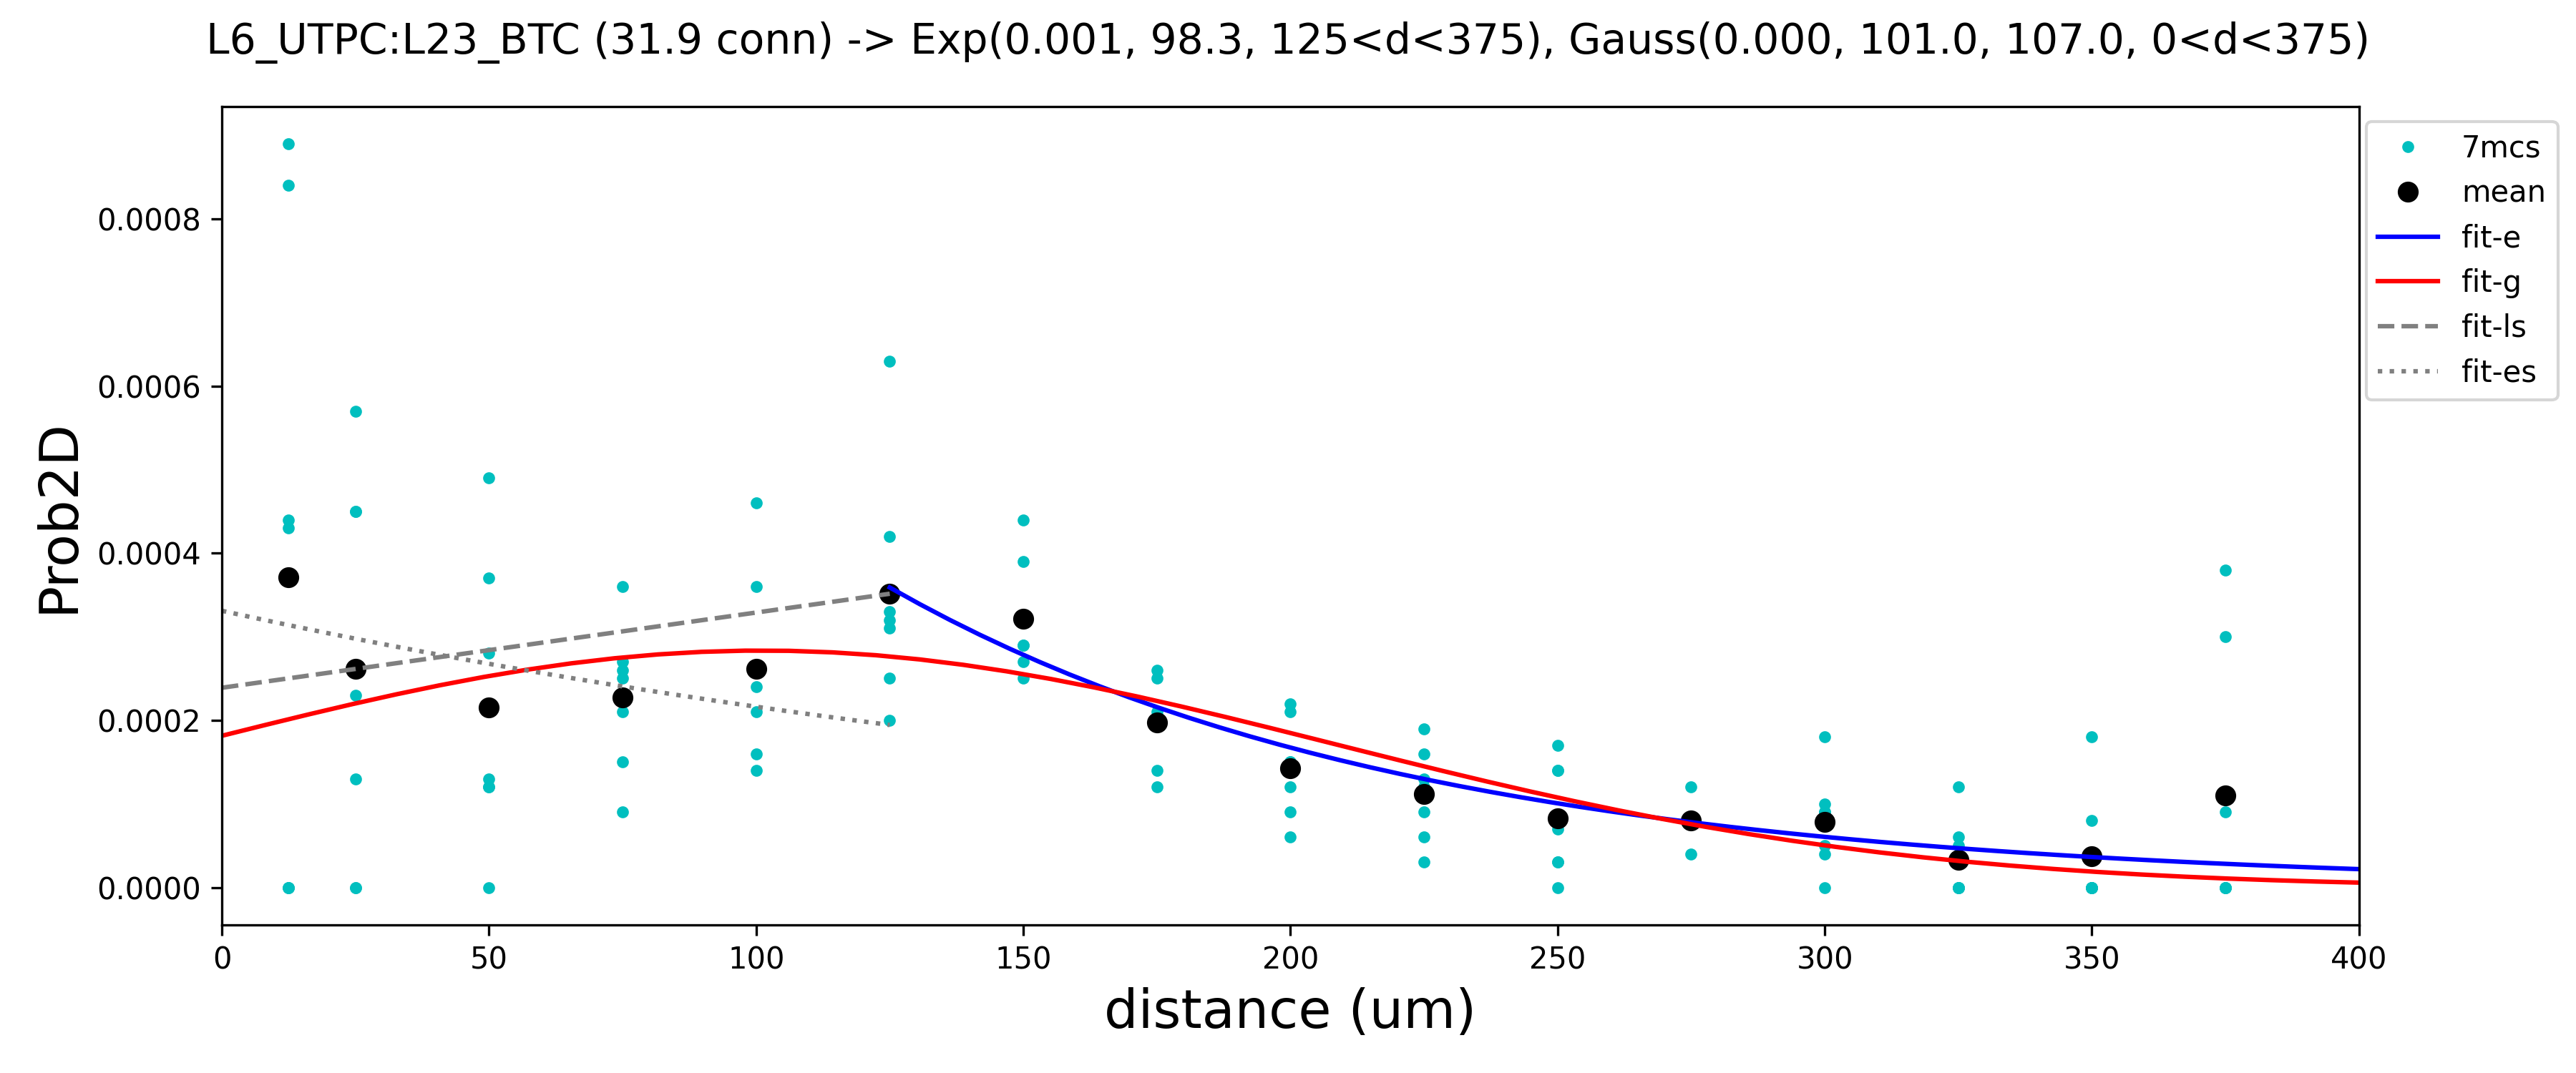 L6_UTPC:L23_BTC (31.9 conn) -> Exp(0.001, 98.3, 125<d<375), Gauss(0.000, 101.0, 107.0, 0<d<375)
7mcs
mean
fit-e
fit-g
fit-ls
fit-es
Prob2D
0.0008
0.0006
0.0004
0.0002
0.0000
0 50 100 150 200 250 300 350 400
distance (um)